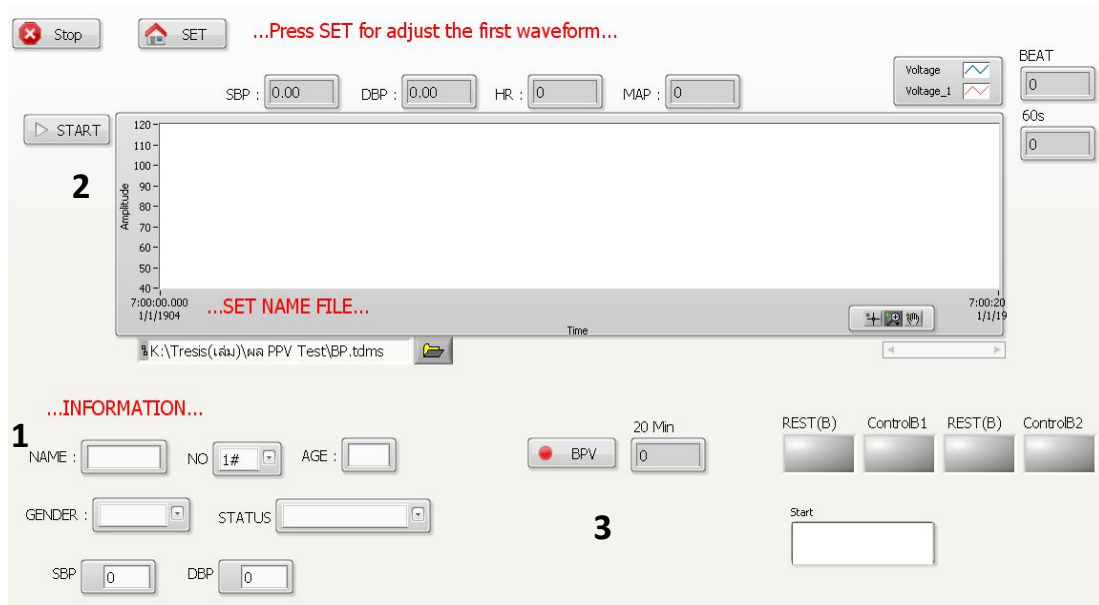 Stop
SET
...Press SET for adjust the first waveform...
SBP : 0.00
DBP : 0.00
HR : 0
MAP : 0
Voltage
Voltage_1
BEAT
0
60s
0
START
2
Amplitude
120
110
100
90
80
70
60
50
40
7:00:00.000
1/1/1904
...SET NAME FILE...
Time
7:00:20
1/1/19
K:\Tresis(เล่ม)\ผล PPV Test\BP.tdms
...INFORMATION...
1
NAME :
NO 1#
AGE :
GENDER :
STATUS
SBP 0
DBP 0
BPV
20 Min
0
3
REST(B)
ControlB1
REST(B)
ControlB2
Start